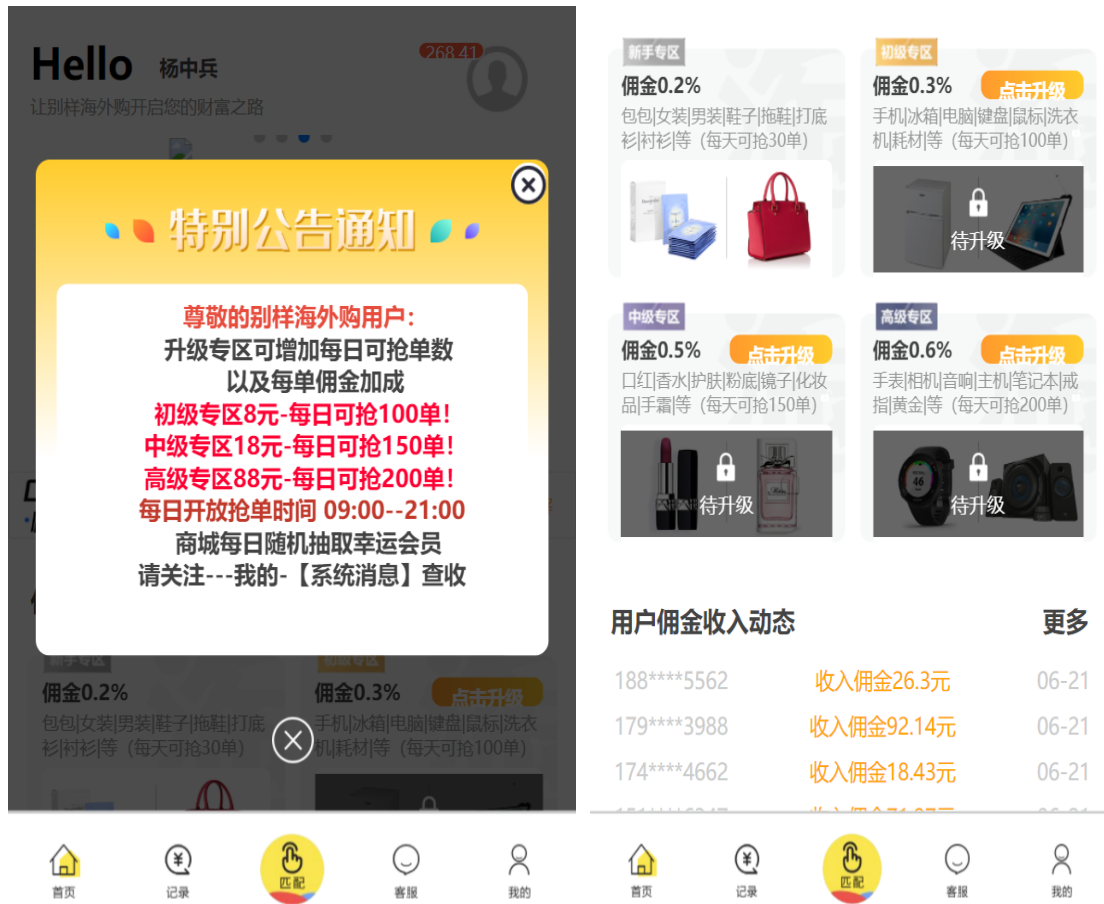 Hello 杨中兵
268.41
让别样海外购开启您的财富之路
特别公告通知
尊敬的别样海外购用户：
升级专区可增加每日可抢单数
以及每单佣金加成
初级专区8元-每日可抢100单！
中级专区18元-每日可抢150单！
高级专区88元-每日可抢200单！
每日开放抢单时间 09:00--21:00
商城每日随机抽取幸运会员
请关注---我的-【系统消息】查收
新手专区
初级专区
佣金0.2%
佣金0.3%
点击升级
包包|女装|男装|鞋子|拖鞋|打底
衫|衬衫|等（每天可抢30单）
手机|冰箱|电脑|键盘|鼠标|洗衣
机|耗材|等（每天可抢100单）
首页
记录
匹配
客服
我的
新手专区
佣金0.2%
包包|女装|男装|鞋子|拖鞋|打底
衫|衬衫|等（每天可抢30单）
初级专区
佣金0.3%
点击升级
手机|冰箱|电脑|键盘|鼠标|洗衣
机|耗材|等（每天可抢100单）
待升级
中级专区
佣金0.5%
点击升级
口红|香水|护肤|粉底|镜子|化妆
品|手霜|等（每天可抢150单）
待升级
高级专区
佣金0.6%
点击升级
手表|相机|音响|主机|笔记本|戒
指|黄金|等（每天可抢200单）
46
待升级
用户佣金收入动态
更多
188****5562 收入佣金26.3元 06-21
179****3988 收入佣金92.14元 06-21
174****4662 收入佣金18.43元 06-21
首页
记录
匹配
客服
我的